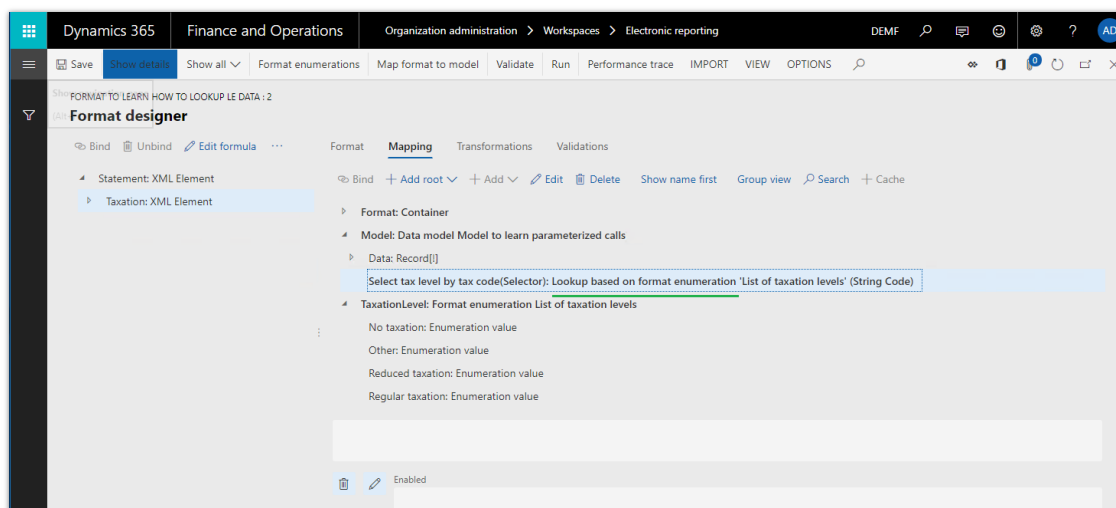 Dynamics 365 Finance and Operations Organization administration > Workspaces > Electronic reporting DEMF ? AD
Save Show details Show all Format enumerations Map format to model Validate Run Performance trace IMPORT VIEW OPTIONS 0
FORMAT TO LEARN HOW TO LOOKUP LE DATA : 2
Format designer
Bind Unbind Edit formula ... Format Mapping Transformations Validations
Statement: XML Element
Taxation: XML Element
Bind + Add root + Add Edit Delete Show name first Group view Search + Cache
Format: Container
Model: Data model Model to learn parameterized calls
Data: Record[!]
Select tax level by tax code(Selector): Lookup based on format enumeration 'List of taxation levels' (String Code)
TaxationLevel: Format enumeration List of taxation levels
No taxation: Enumeration value
Other: Enumeration value
Reduced taxation: Enumeration value
Regular taxation: Enumeration value
Enabled